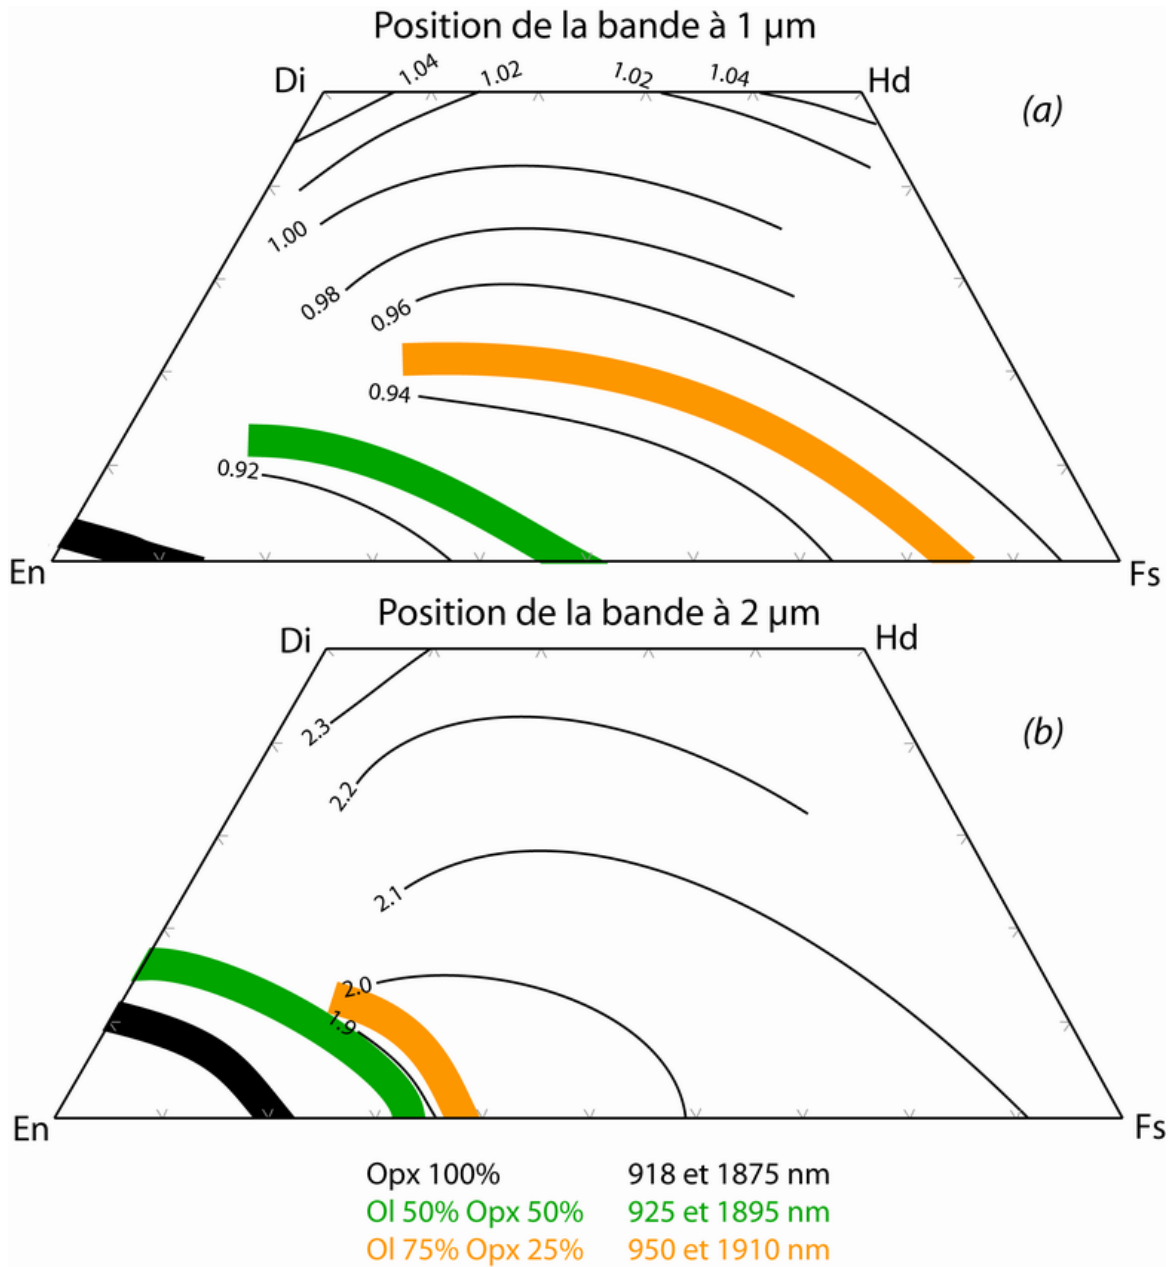 Position de la bande à 1 µm
Di 1.04 1.02 1.02 1.04 Hd
(a)
1.00
0.98
0.96
0.94
0.92
En Fs
Position de la bande à 2 µm
Di Hd
2.3
(b)
2.2
2.1
2.0
1.9
En Fs
Opx 100% 918 et 1875 nm
Ol 50% Opx 50% 925 et 1895 nm
Ol 75% Opx 25% 950 et 1910 nm